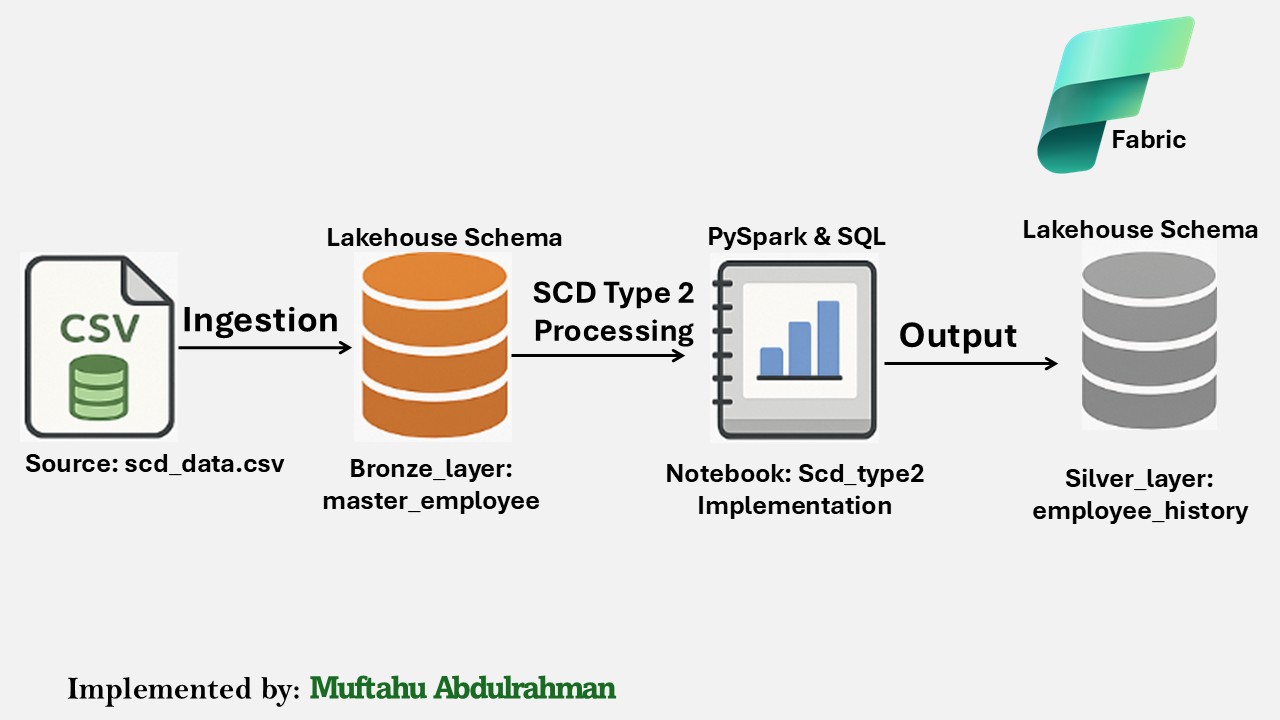 Fabric
Lakehouse Schema
PySpark & SQL
Lakehouse Schema
CSV
Ingestion
SCD Type 2
Processing
Output
Source: scd_data.csv
Bronze_layer:
master_employee
Notebook: Scd_type2
Implementation
Silver_layer:
employee_history
Implemented by: Muftahu Abdulrahman